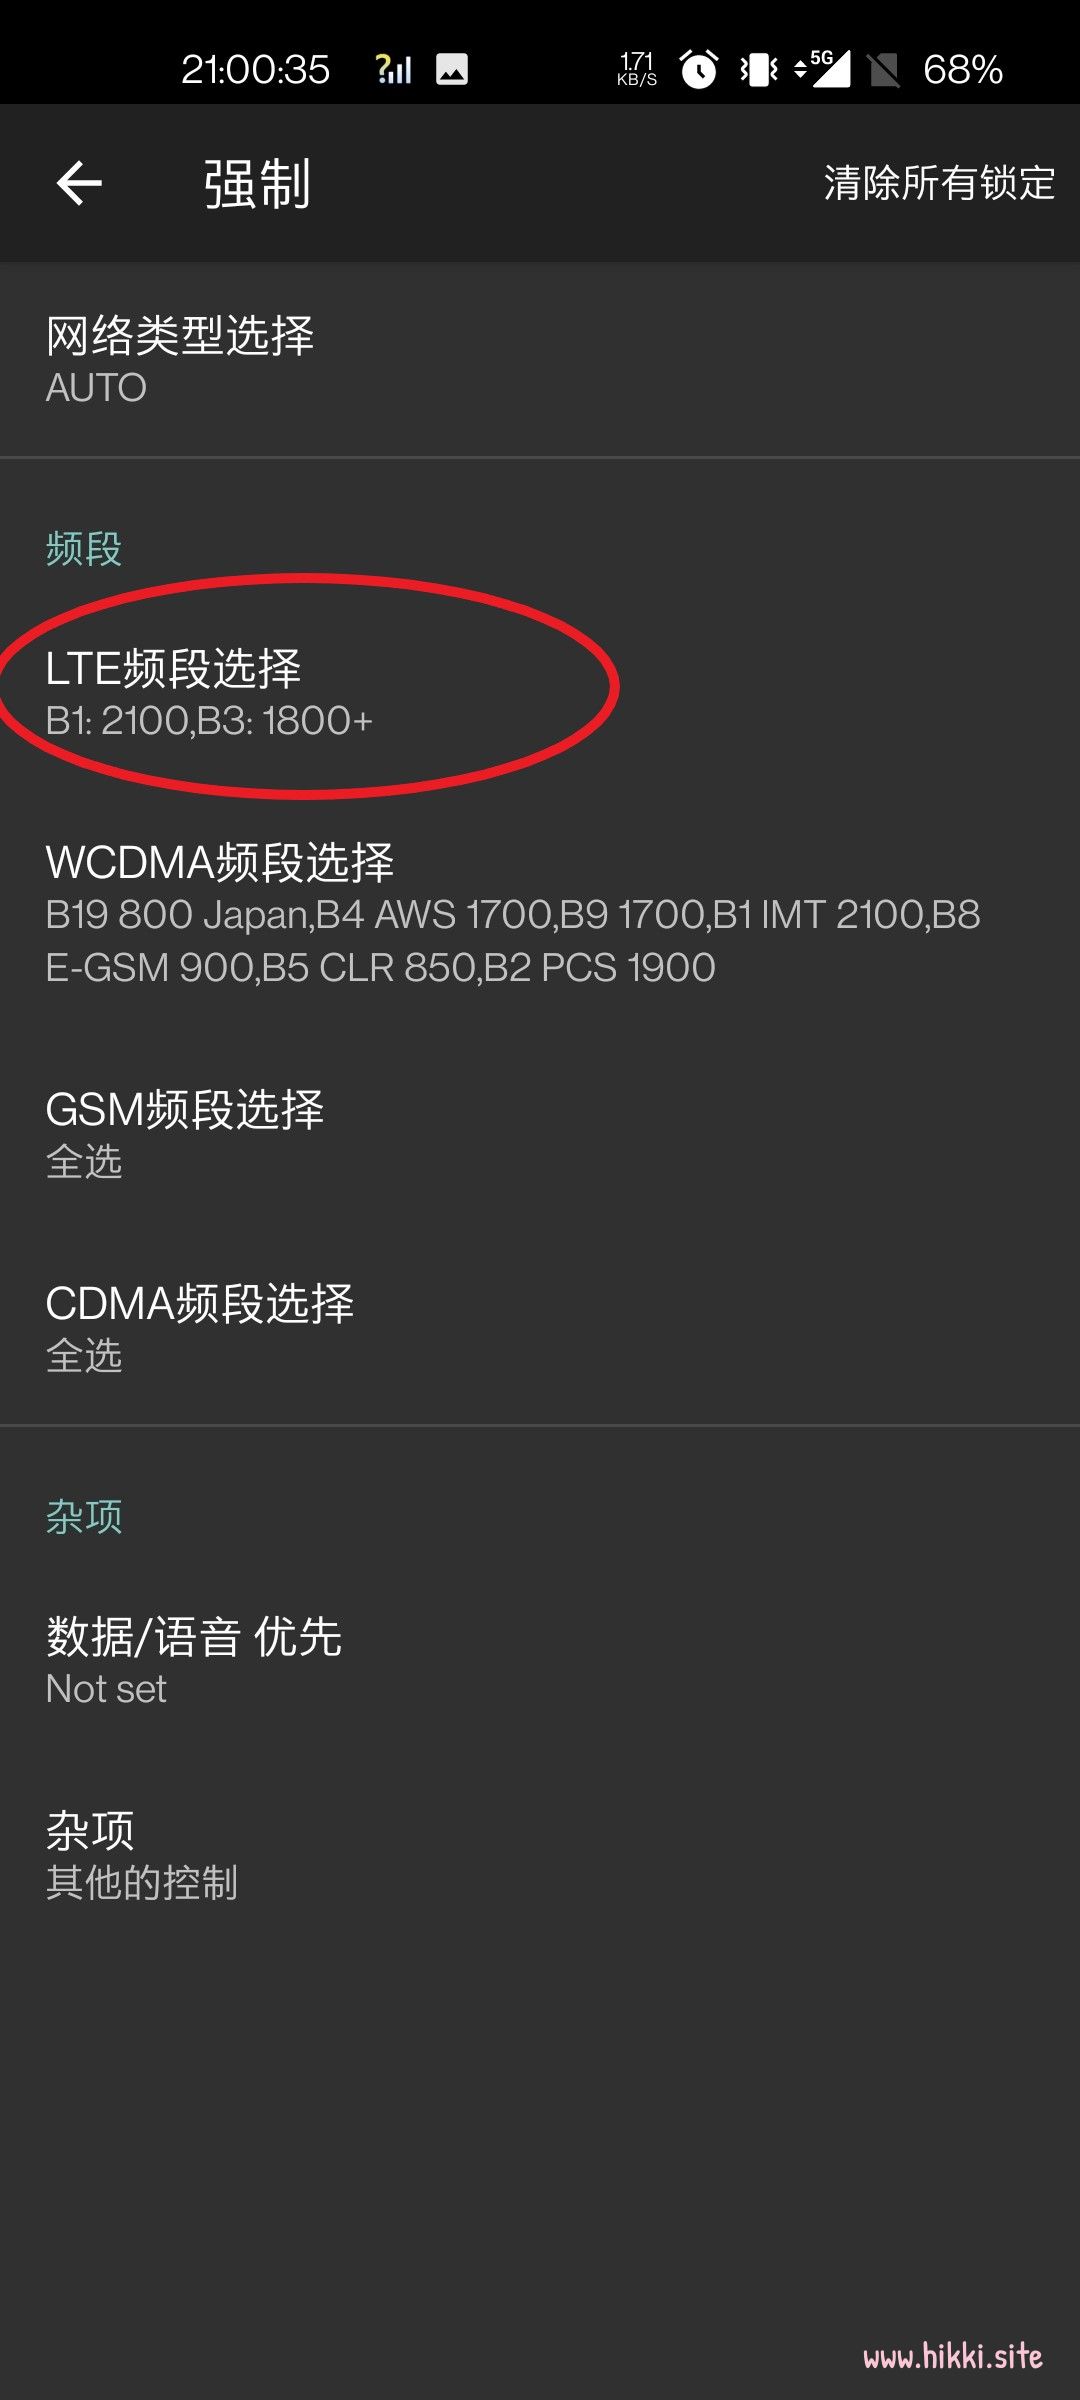 21:00:35 ? 1.71 KB/S 5G 68%
强制 清除所有锁定
网络类型选择
AUTO
频段
LTE频段选择
B1: 2100,B3: 1800+
WCDMA频段选择
B19 800 Japan,B4 AWS 1700,B9 1700,B1 IMT 2100,B8
E-GSM 900,B5 CLR 850,B2 PCS 1900
GSM频段选择
全选
CDMA频段选择
全选
杂项
数据/语音 优先
Not set
杂项
其他的控制
www.hikki.site